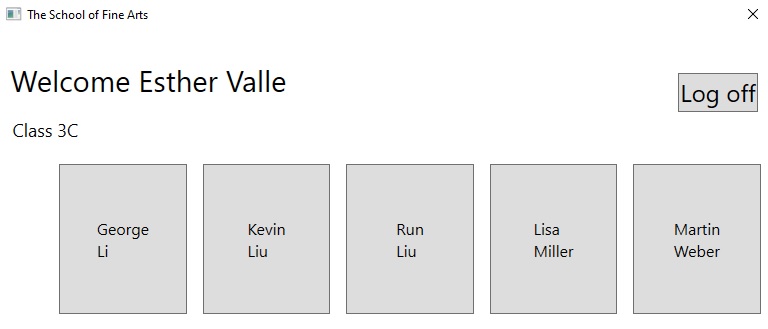 The School of Fine Arts
Welcome Esther Valle
Log off
Class 3C
George
Li
Kevin
Liu
Run
Liu
Lisa
Miller
Martin
Weber